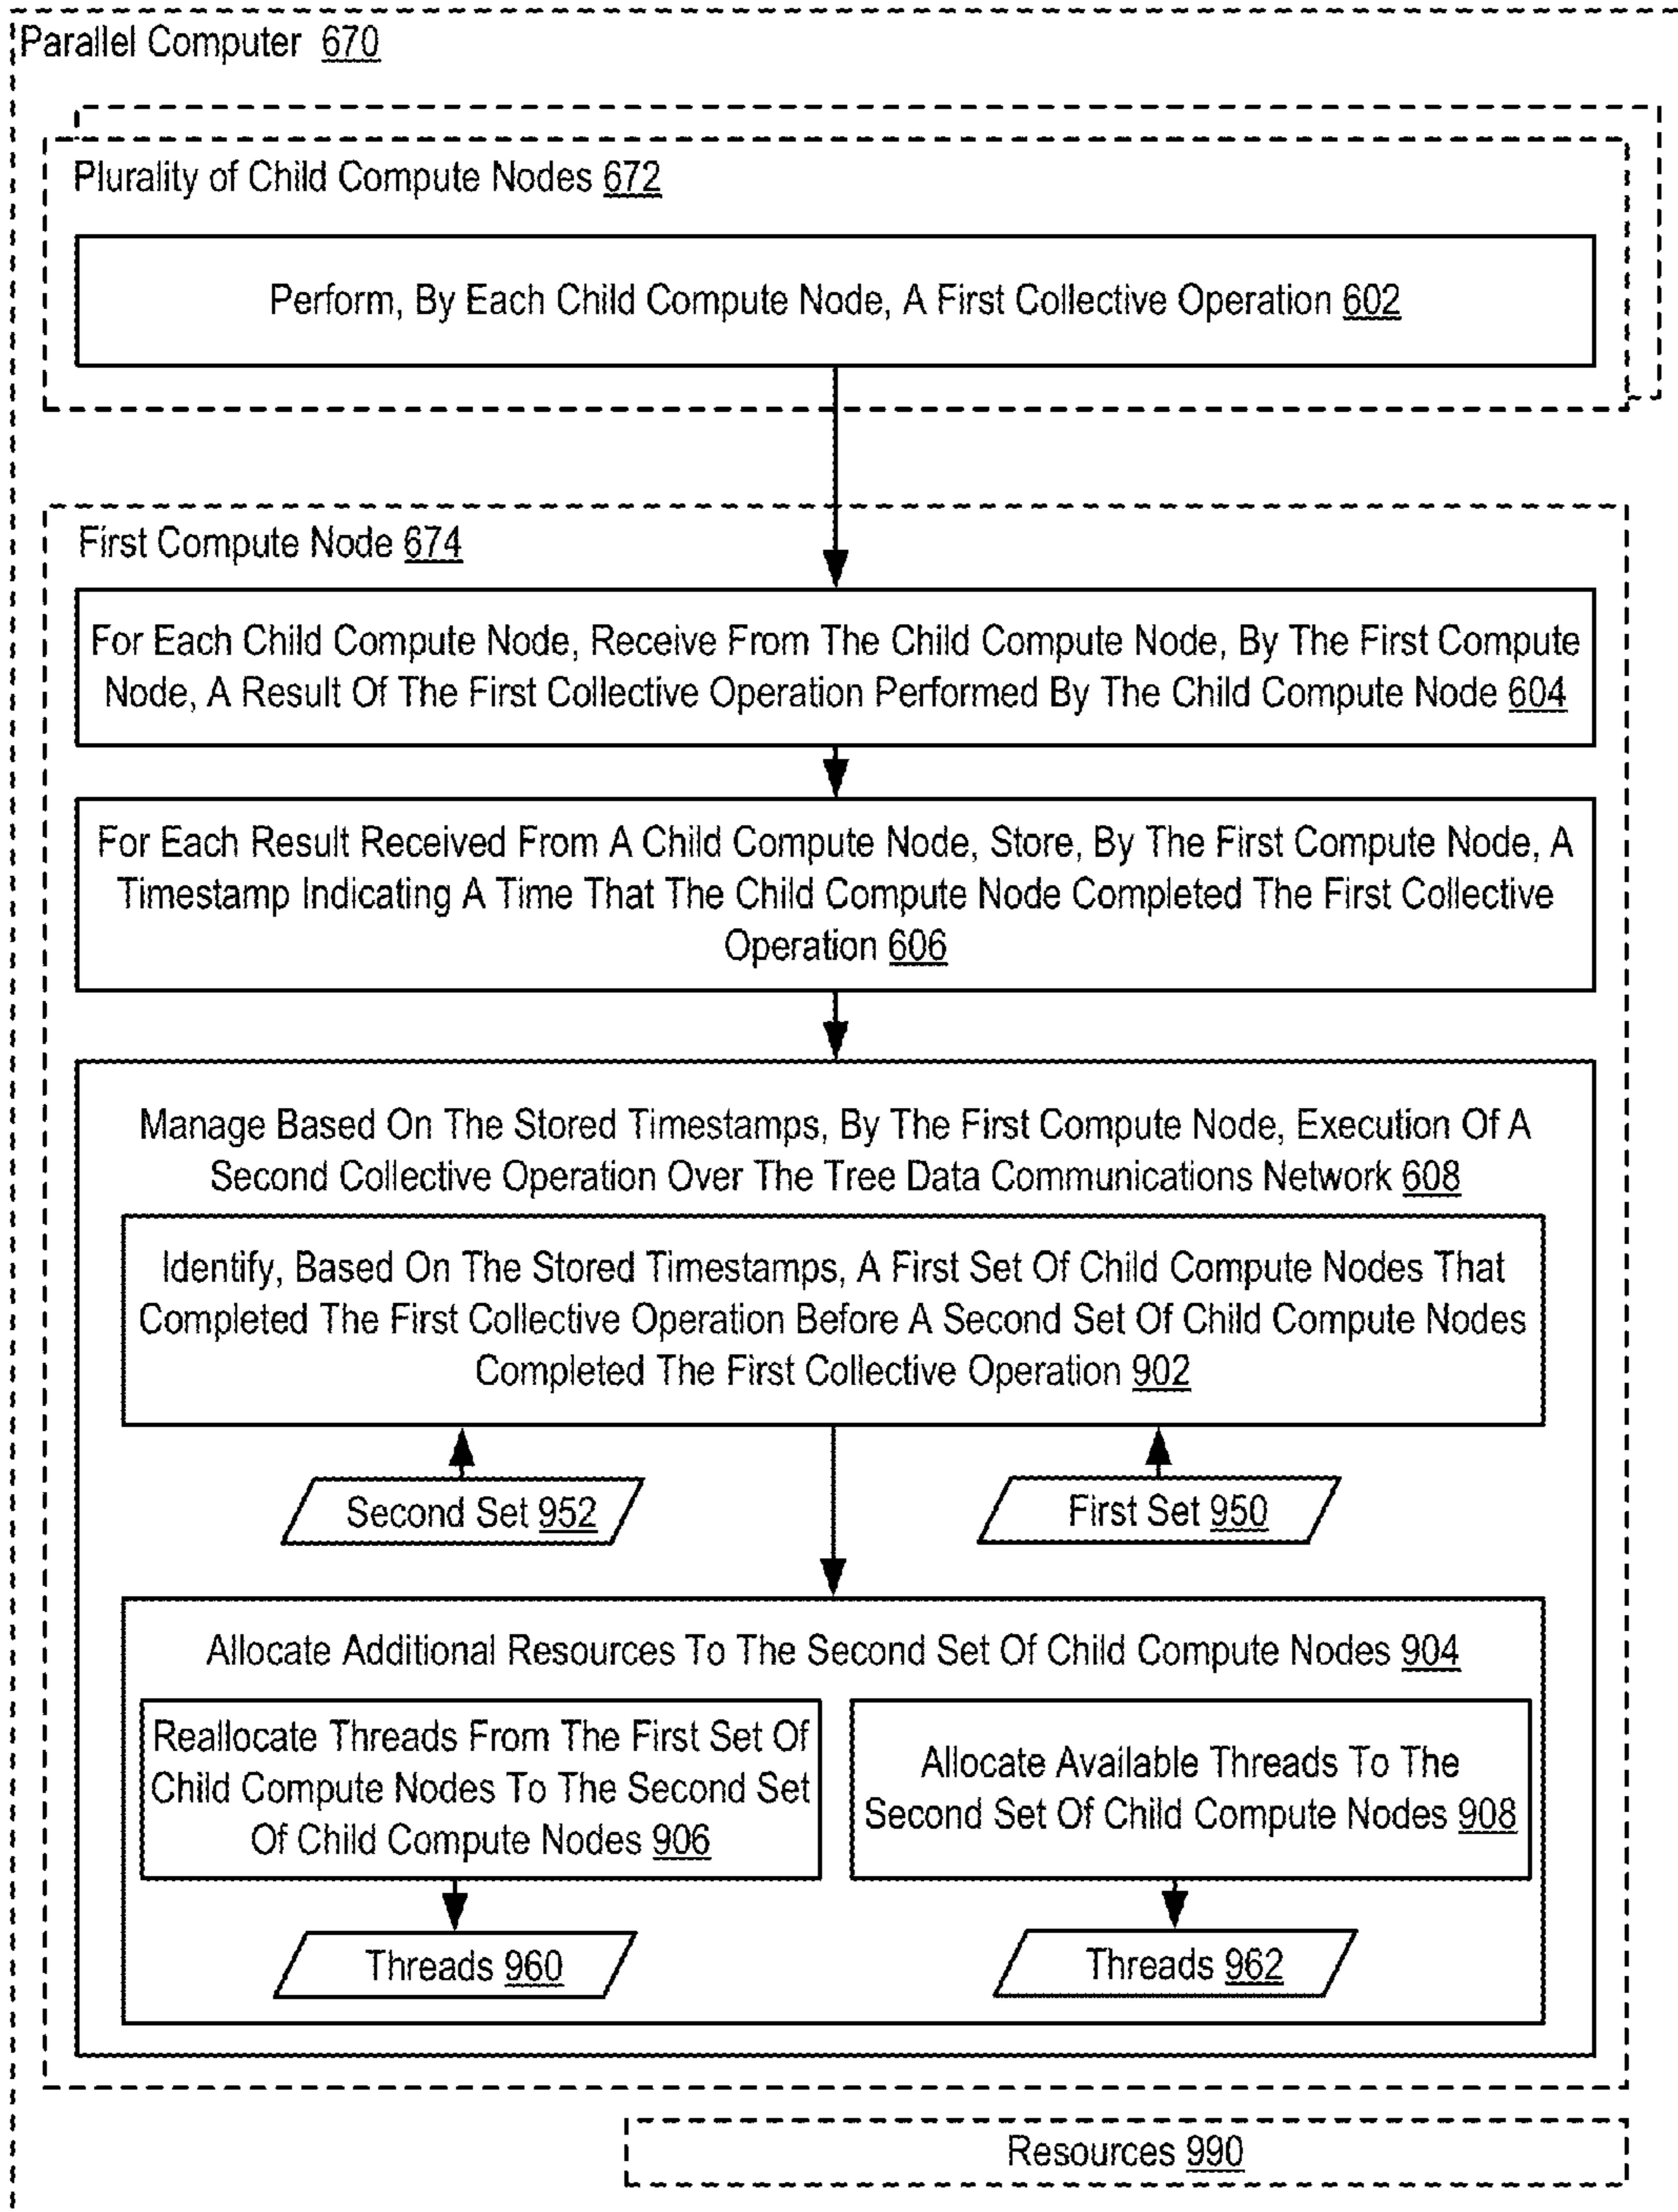 Parallel Computer 670
Plurality of Child Compute Nodes 672
Perform, By Each Child Compute Node, A First Collective Operation 602
First Compute Node 674
For Each Child Compute Node, Receive From The Child Compute Node, By The First Compute
Node, A Result Of The First Collective Operation Performed By The Child Compute Node 604
For Each Result Received From A Child Compute Node, Store, By The First Compute Node, A
Timestamp Indicating A Time That The Child Compute Node Completed The First Collective
Operation 606
Manage Based On The Stored Timestamps, By The First Compute Node, Execution Of A
Second Collective Operation Over The Tree Data Communications Network 608
Identify, Based On The Stored Timestamps, A First Set Of Child Compute Nodes That
Completed The First Collective Operation Before A Second Set Of Child Compute Nodes
Completed The First Collective Operation 902
Second Set 952
First Set 950
Allocate Additional Resources To The Second Set Of Child Compute Nodes 904
Reallocate Threads From The First Set Of
Child Compute Nodes To The Second Set
Of Child Compute Nodes 906
Allocate Available Threads To The
Second Set Of Child Compute Nodes 908
Threads 960
Threads 962
Resources 990